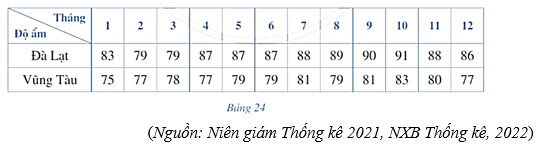 Tháng
Độ ẩm
1 2 3 4 5 6 7 8 9 10 11 12
Đà Lạt 83 79 79 87 87 87 88 89 90 91 88 86
Vũng Tàu 75 77 78 77 79 79 81 79 81 83 80 77
Bảng 24
(Nguồn: Niên giám Thống kê 2021, NXB Thống kê, 2022)